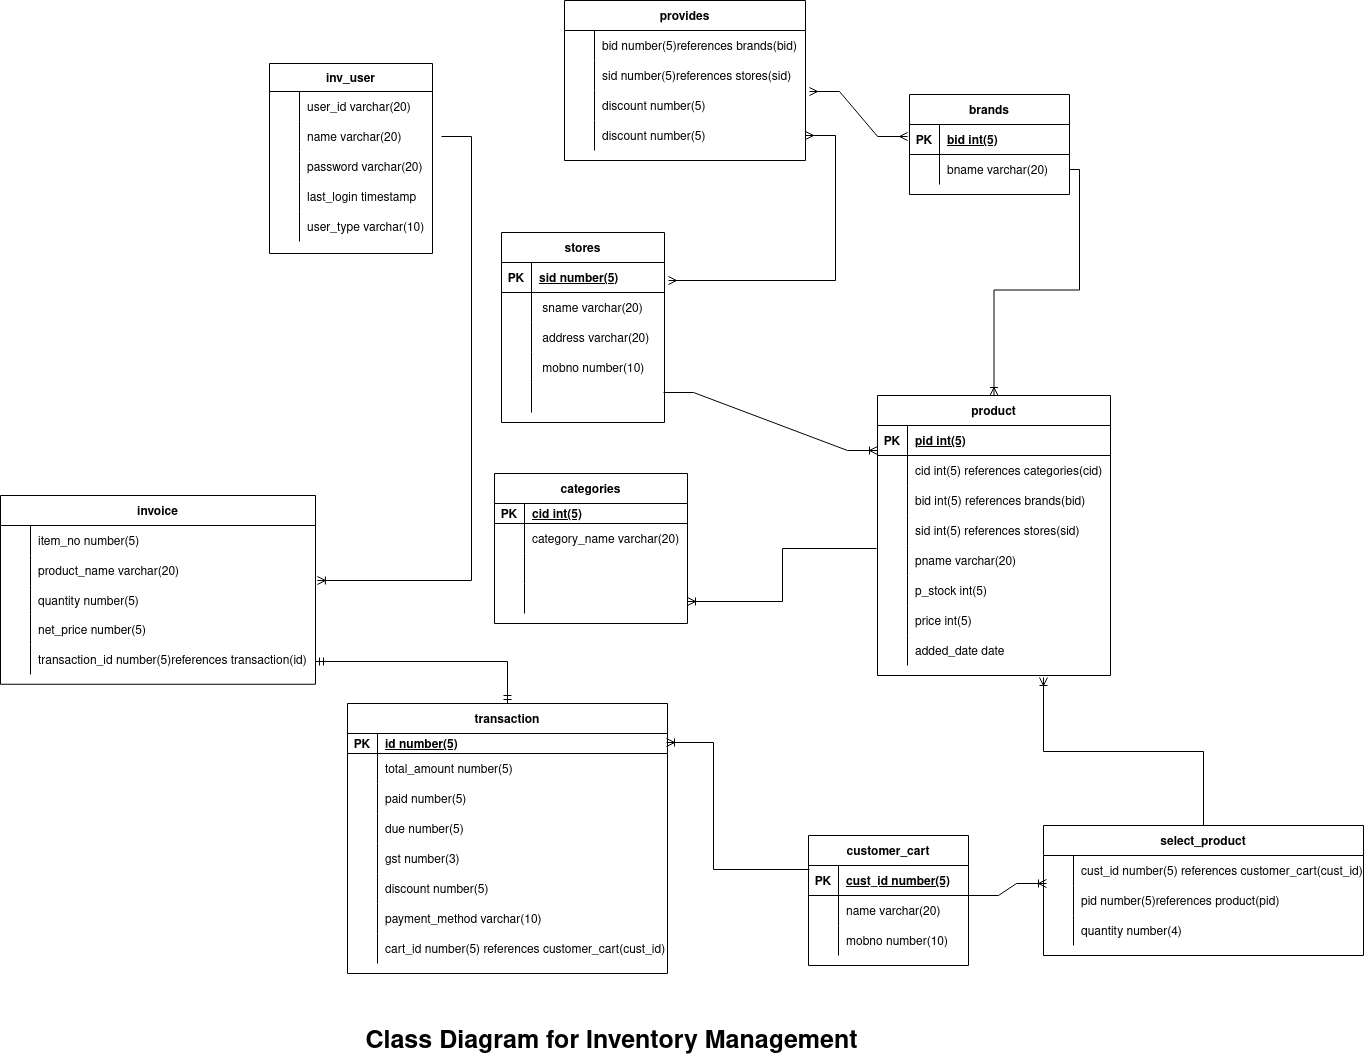 provides
bid number(5)references brands(bid)
sid number(5)references stores(sid)
discount number(5)
discount number(5)
inv_user
user_id varchar(20)
name varchar(20)
password varchar(20)
last_login timestamp
user_type varchar(10)
brands
PK bid int(5)
bname varchar(20)
stores
PK sid number(5)
sname varchar(20)
address varchar(20)
mobno number(10)
product
PK pid int(5)
cid int(5) references categories(cid)
bid int(5) references brands(bid)
sid int(5) references stores(sid)
pname varchar(20)
p_stock int(5)
price int(5)
added_date date
categories
PK cid int(5)
category_name varchar(20)
invoice
item_no number(5)
product_name varchar(20)
quantity number(5)
net_price number(5)
transaction_id number(5)references transaction(id)
transaction
PK id number(5)
total_amount number(5)
paid number(5)
due number(5)
gst number(3)
discount number(5)
payment_method varchar(10)
cart_id number(5) references customer_cart(cust_id)
customer_cart
PK cust_id number(5)
name varchar(20)
mobno number(10)
select_product
cust_id number(5) references customer_cart(cust_id)
pid number(5)references product(pid)
quantity number(4)
Class Diagram for Inventory Management